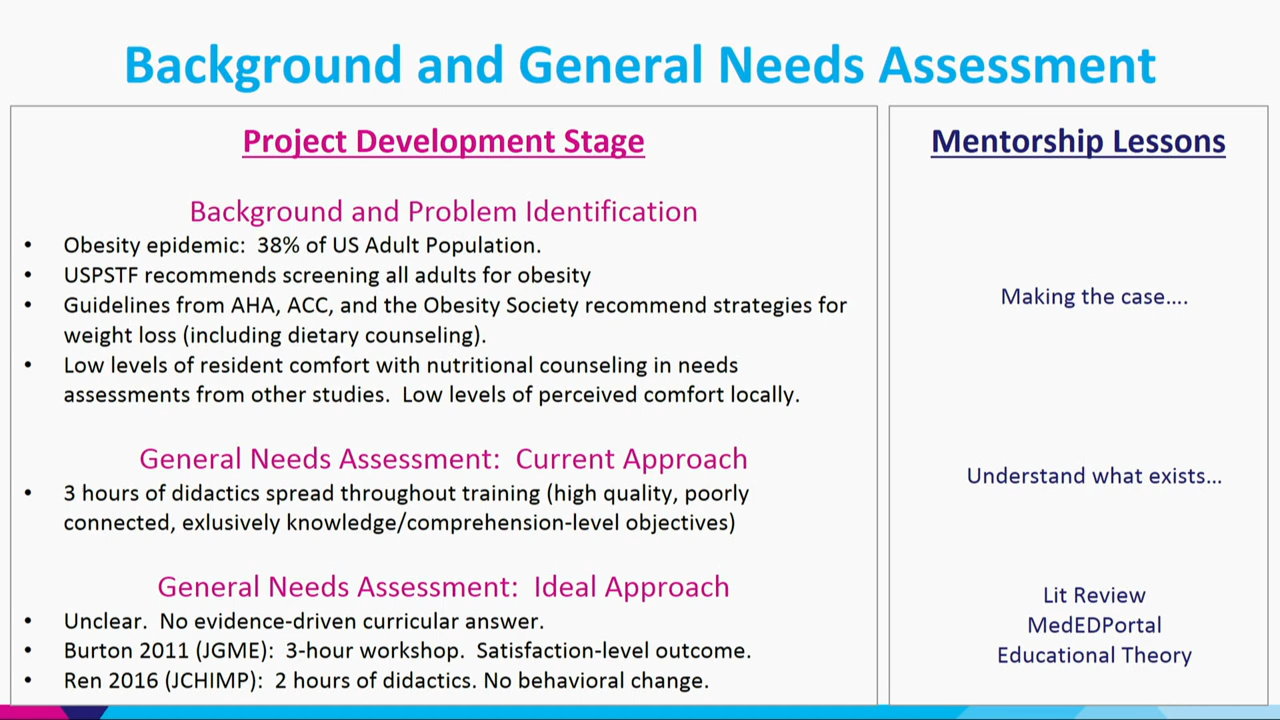 Background and General Needs Assessment
Project Development Stage
Background and Problem Identification
• Obesity epidemic:  38% of US Adult Population.
• USPSTF recommends screening all adults for obesity
• Guidelines from AHA, ACC, and the Obesity Society recommend strategies for
weight loss (including dietary counseling).
• Low levels of resident comfort with nutritional counseling in needs
assessments from other studies.  Low levels of perceived comfort locally.
General Needs Assessment:  Current Approach
• 3 hours of didactics spread throughout training (high quality, poorly
connected, exlusively knowledge/comprehension-level objectives)
General Needs Assessment:  Ideal Approach
• Unclear.  No evidence-driven curricular answer.
• Burton 2011 (JGME):  3-hour workshop.  Satisfaction-level outcome.
• Ren 2016 (JCHIMP):  2 hours of didactics. No behavioral change.
Mentorship Lessons
Making the case….
Understand what exists…
Lit Review
MedEDPortal
Educational Theory